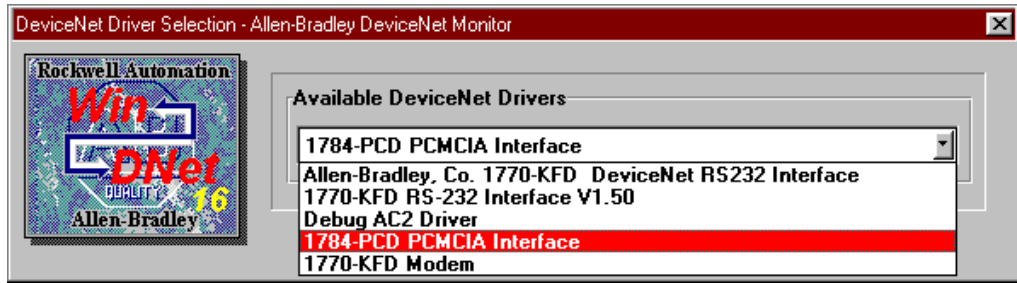 DeviceNet Driver Selection - Allen-Bradley DeviceNet Monitor
Rockwell Automation
Win
DNet
QUALITY
16
Allen-Bradley
Available DeviceNet Drivers
1784-PCD PCMCIA Interface
Allen-Bradley, Co. 1770-KFD DeviceNet RS232 Interface
1770-KFD RS-232 Interface V1.50
Debug AC2 Driver
1784-PCD PCMCIA Interface
1770-KFD Modem